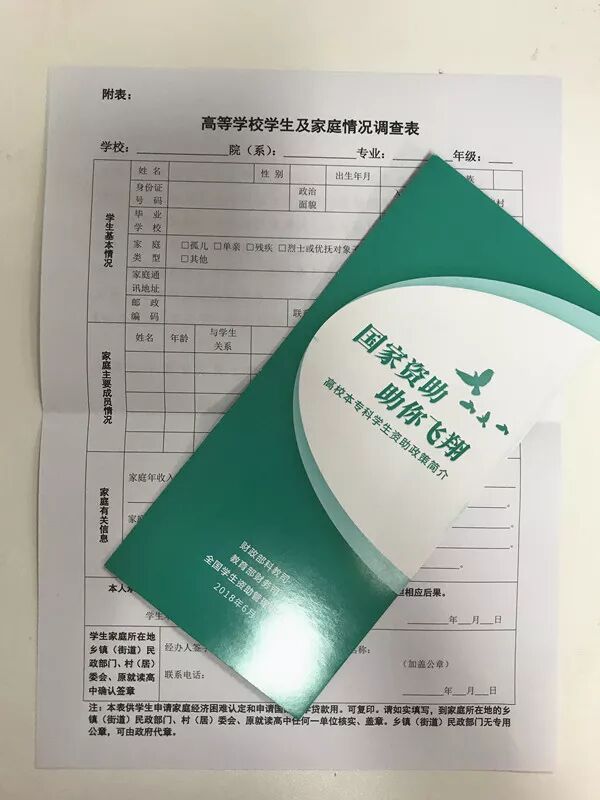 附表：
高等学校学生及家庭情况调查表
学校： 院（系）： 专业： 年级：
学生基本情况
姓 名 性 别 出生年月
身份证号 码 政治面貌 入
毕 业学 校 村
家 庭类 型 □孤儿 □单亲 □残疾 □烈士或优抚对象子
□其他
家庭通讯地址
邮 政编 码 联
家庭主要成员情况
姓名 年龄 与学生关系
家庭有关信息
家庭年收入
家
本人承 担相应后果。
学生 年 月 日
学生家庭所在地乡镇（街道）民政部门、村（居）委会、原就读高中确认签章
经办人签 名称：
联系电话： （加盖公章）
年 月 日
注：本表供学生申请家庭经济困难认定和申请国 学贷款用。可复印。请如实填写，到家庭所在地的乡
镇（街道）民政部门、村（居）委会、原就读高中任何一单位核实、盖章。乡镇（街道）民政部门无专用
公章，可由政府代章。
国家资助
助你飞翔
高校本专科学生资助政策简介
财政部科教司
教育部财务司
全国学生资助管
2018年6月